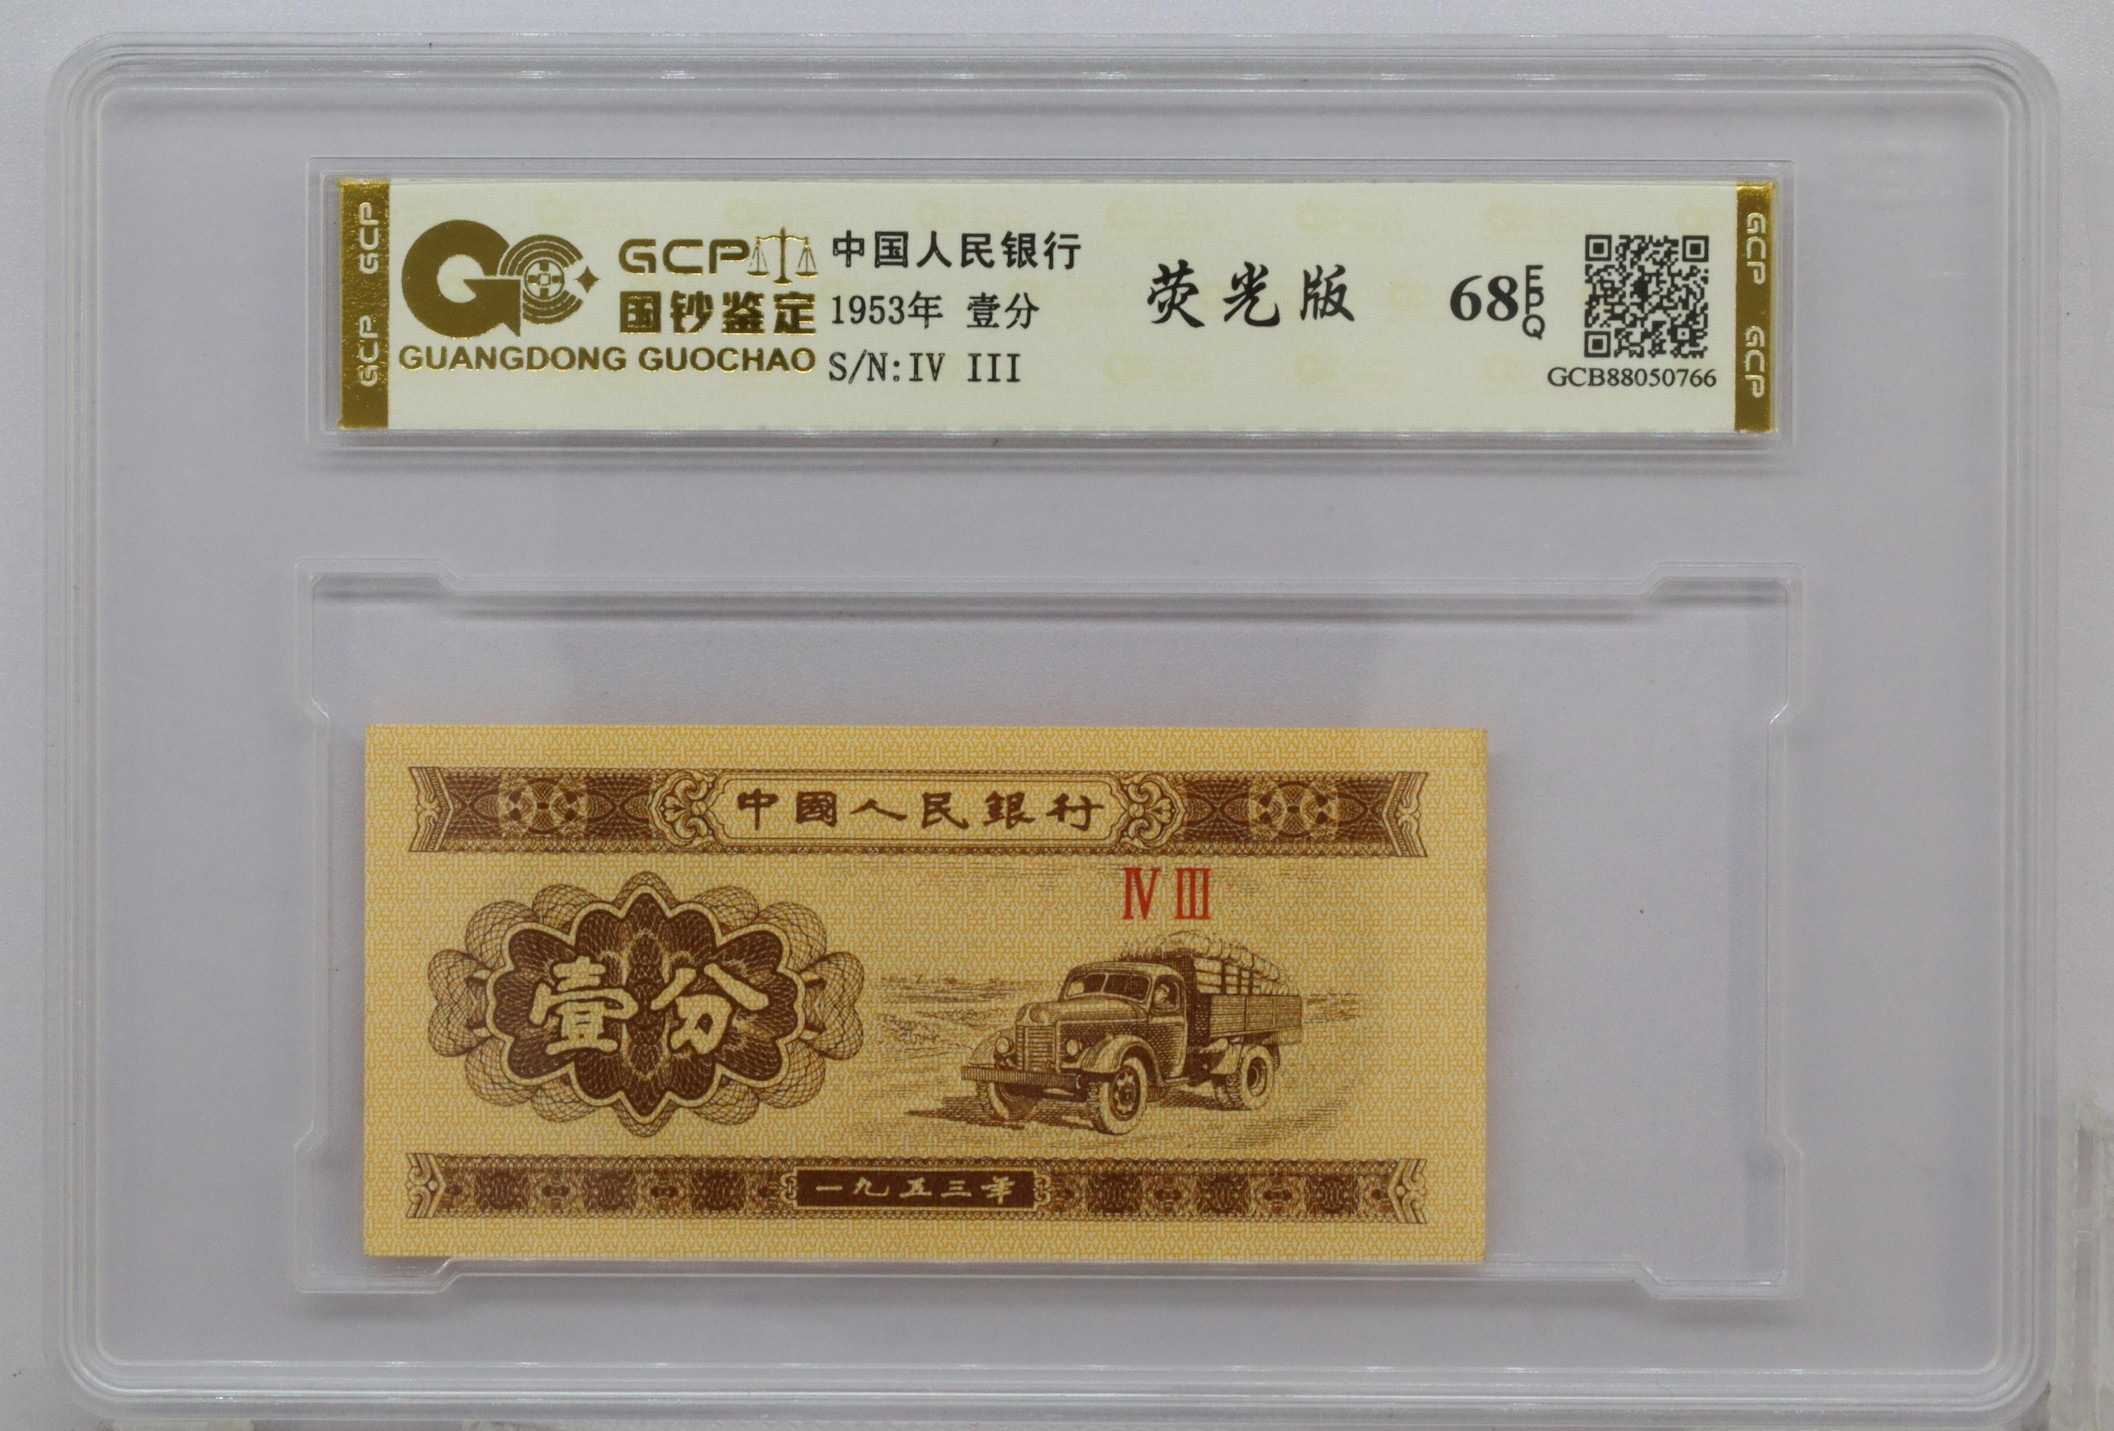 GCP GCP
GCP
国钞鉴定
GUANGDONG GUOCHAO
中国人民银行
1953年 壹分
S/N:IV III
荧光版
68
EPQ
GCB88050766
GCP GCP
中國人民銀行
IV III
壹分
一九五三年